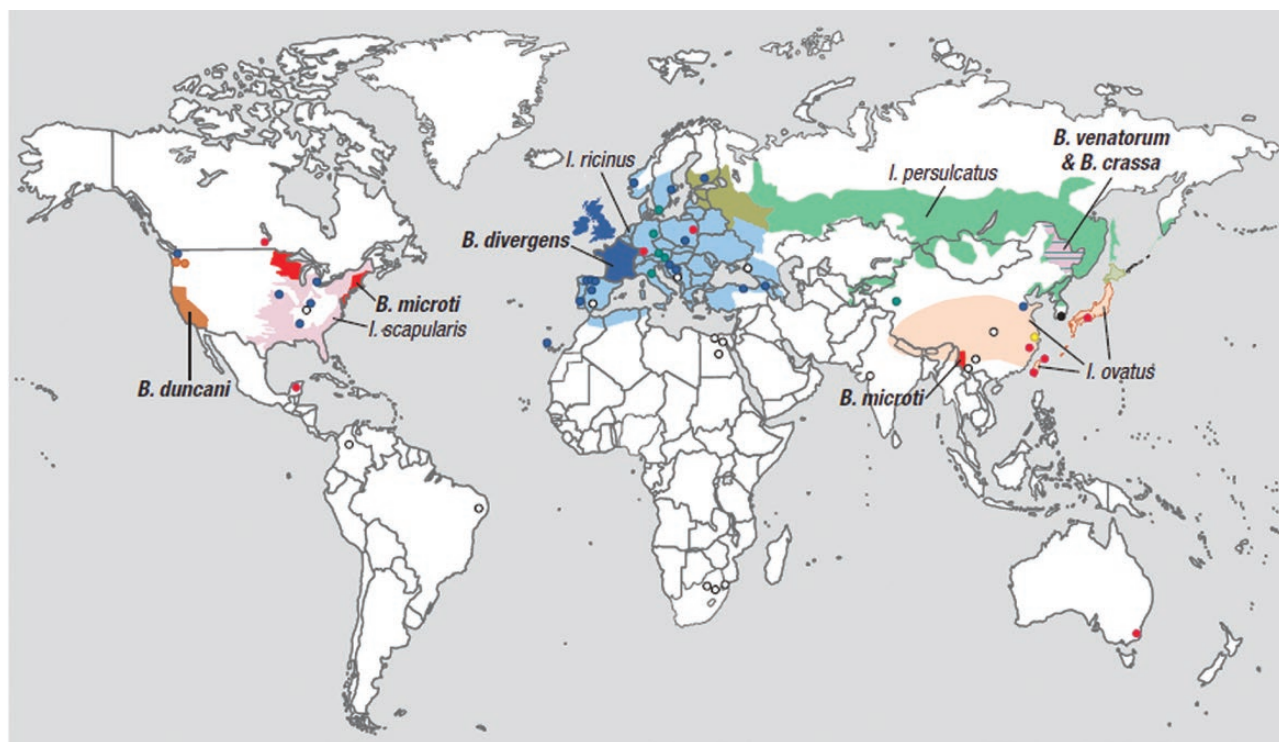 B. venatorum
& B. crassa
I. ricinus
I. persulcatus
B. divergens
B. microti
I. scapularis
B. duncani
I. ovatus
B. microti